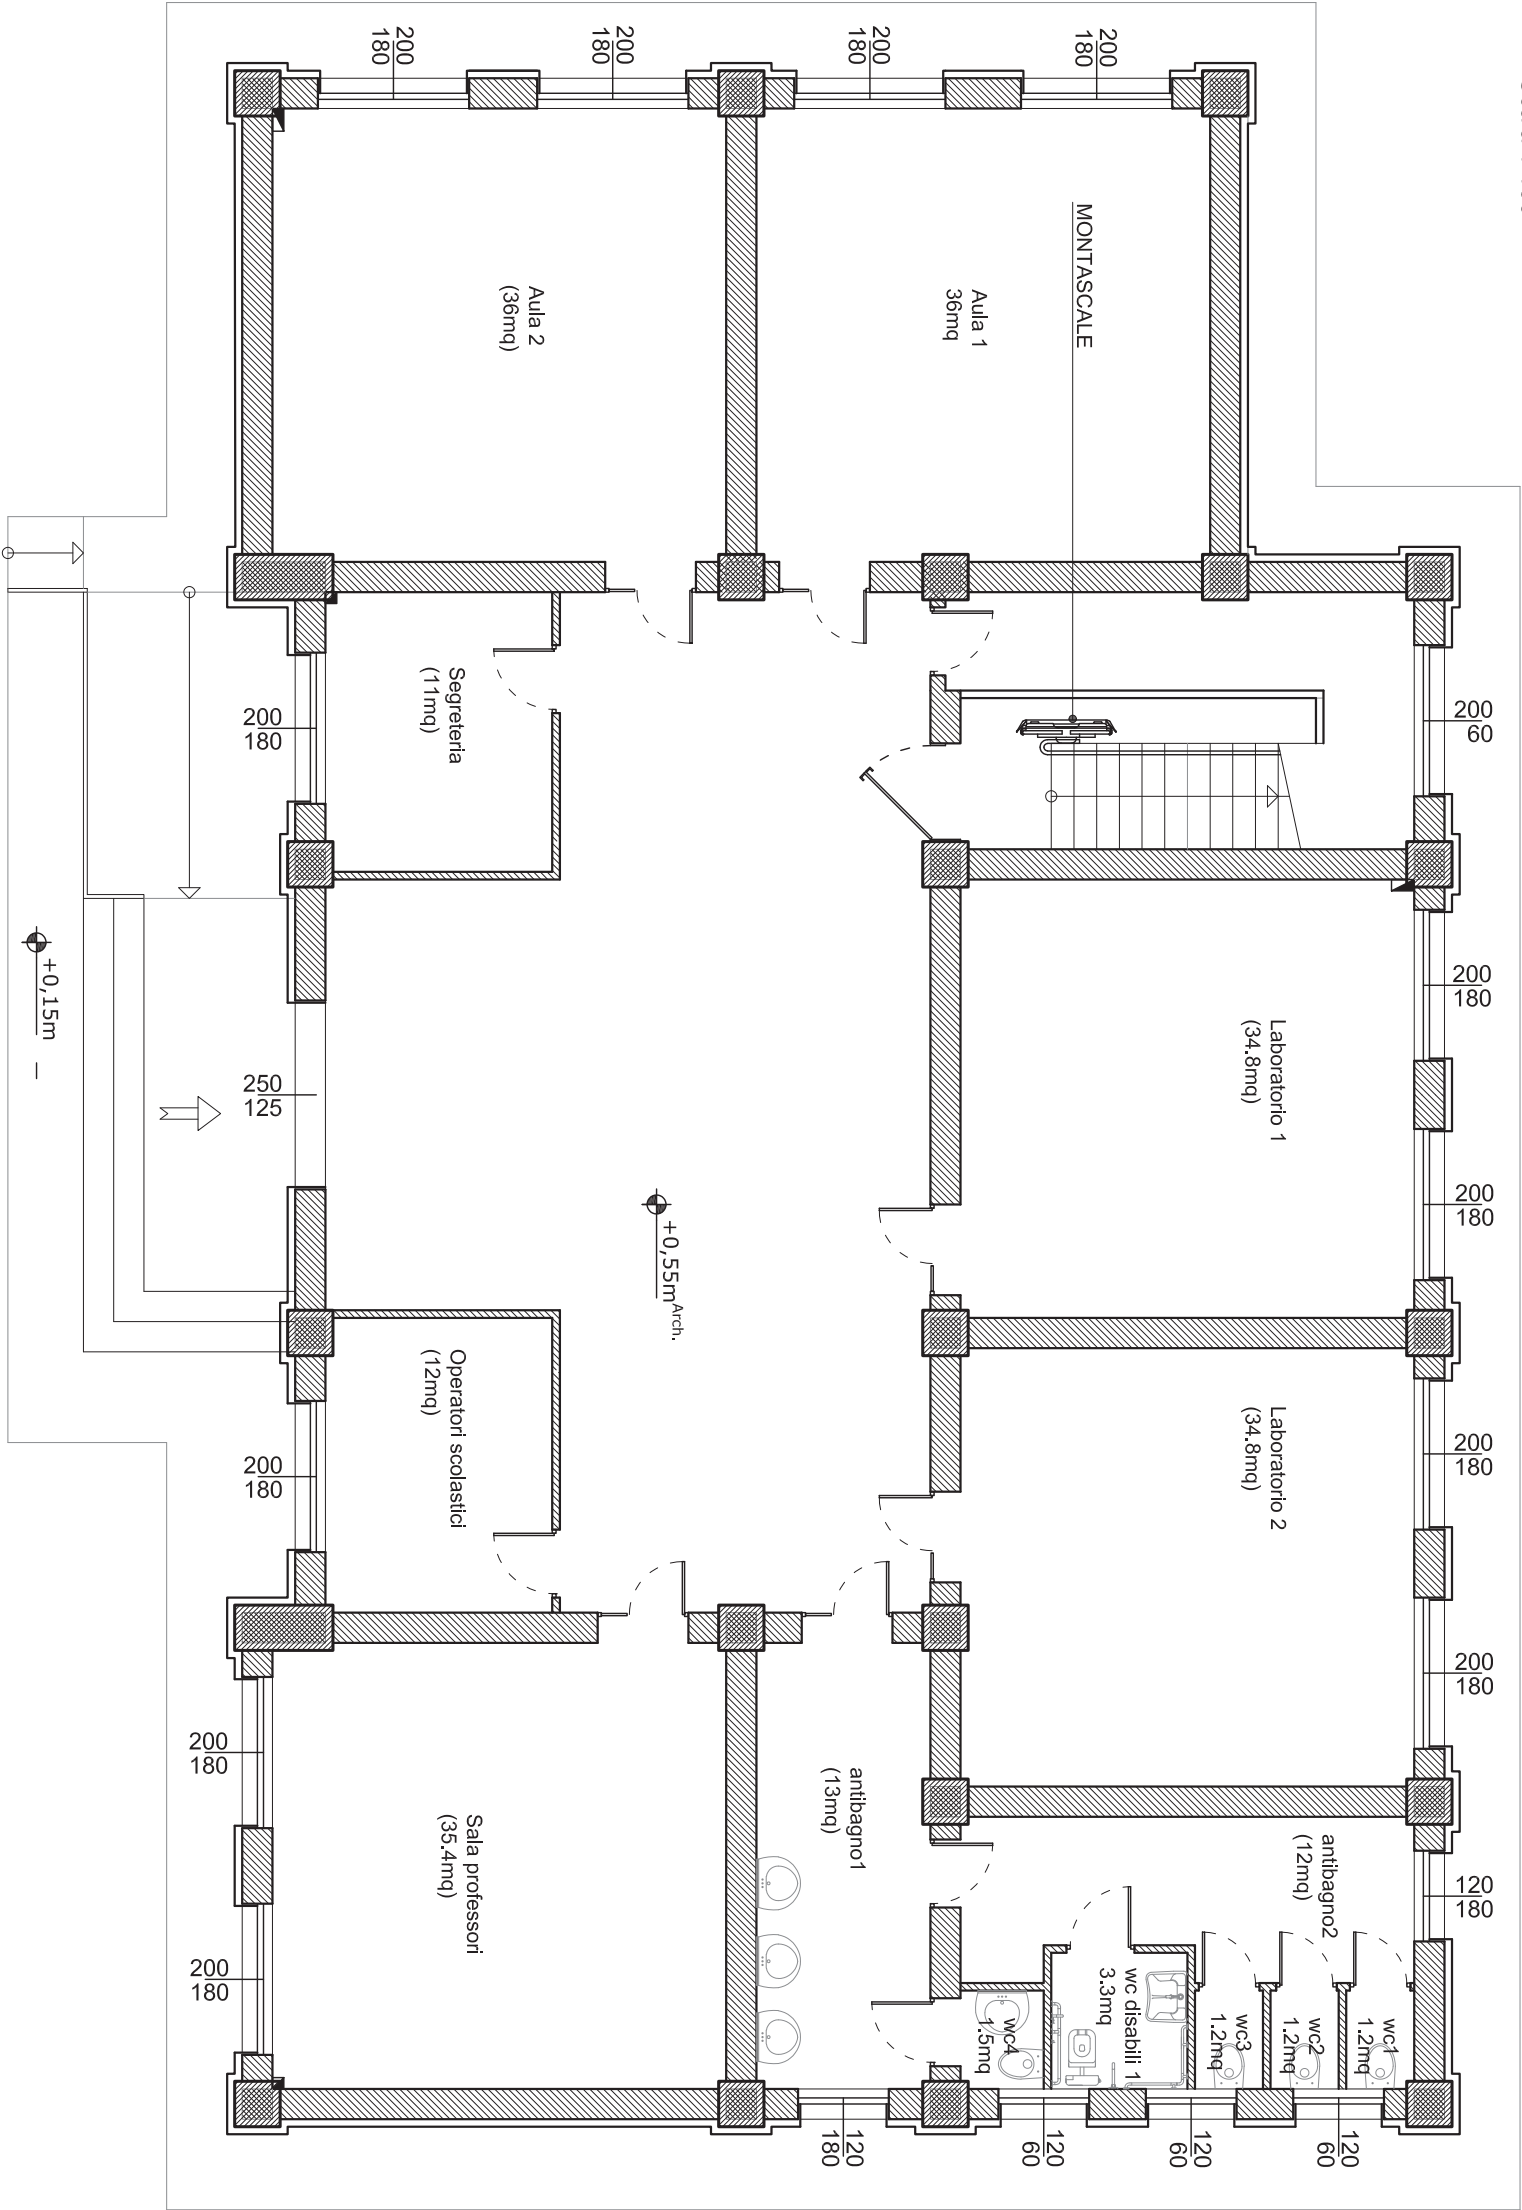 200
180
200
180
200
180
200
180
MONTASCALE
Aula 1
36mq
Aula 2
(36mq)
Segreteria
(11mq)
200
180
200
60
200
180
Laboratorio 1
(34.8mq)
200
180
+0,15m
250
125
+0,55m Arch.
Operatori scolastici
(12mq)
200
180
Laboratorio 2
(34.8mq)
200
180
200
180
Sala professori
(35.4mq)
200
180
200
180
antibagno1
(13mq)
antibagno2
(12mq)
120
180
wc1
1.2mq
wc2
1.2mq
wc3
1.2mq
wc disabili 1
3.3mq
wc4
1.5mq
120
180
120
60
120
60
120
60